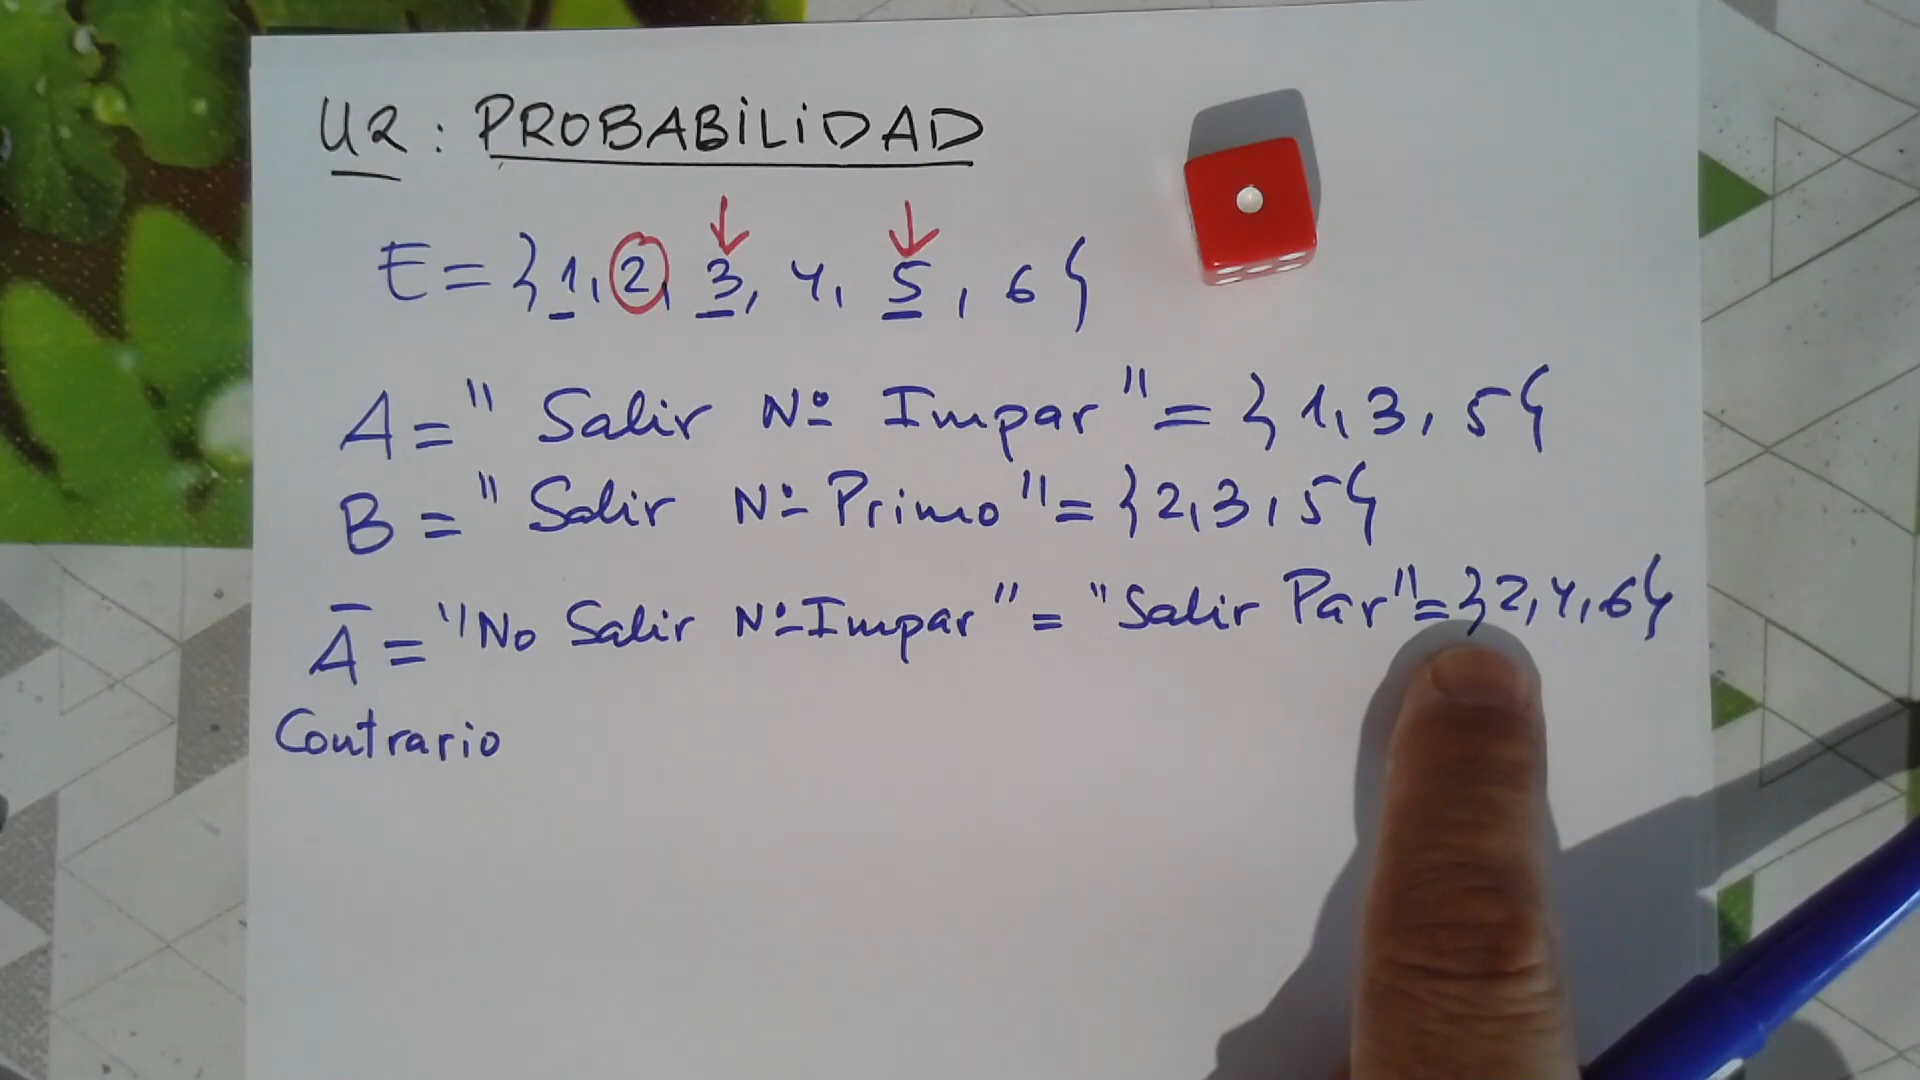 U2: PROBABILIDAD
E = {1, 2, 3, 4, 5, 6}
A = " Salir Nº Impar " = {1, 3, 5}
B = " Salir Nº Primo " = {2, 3, 5}
Ā = "No Salir Nº Impar " = "Salir Par" = {2, 4, 6}
Contrario